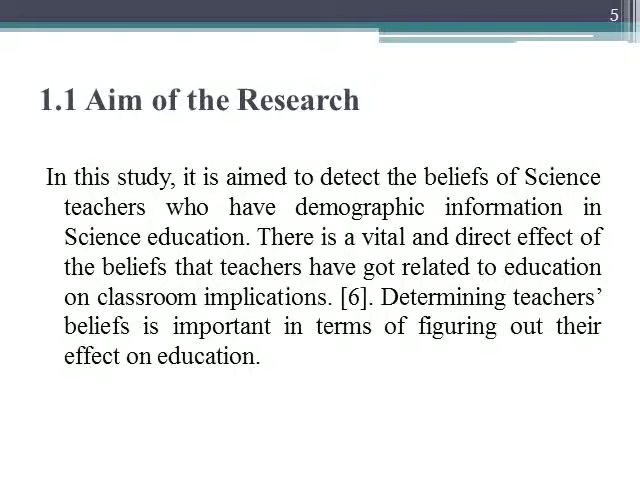 5
1.1 Aim of the Research
In this study, it is aimed to detect the beliefs of Science
teachers who have demographic information in
Science education. There is a vital and direct effect of
the beliefs that teachers have got related to education
on classroom implications. [6]. Determining teachers’
beliefs is important in terms of figuring out their
effect on education.